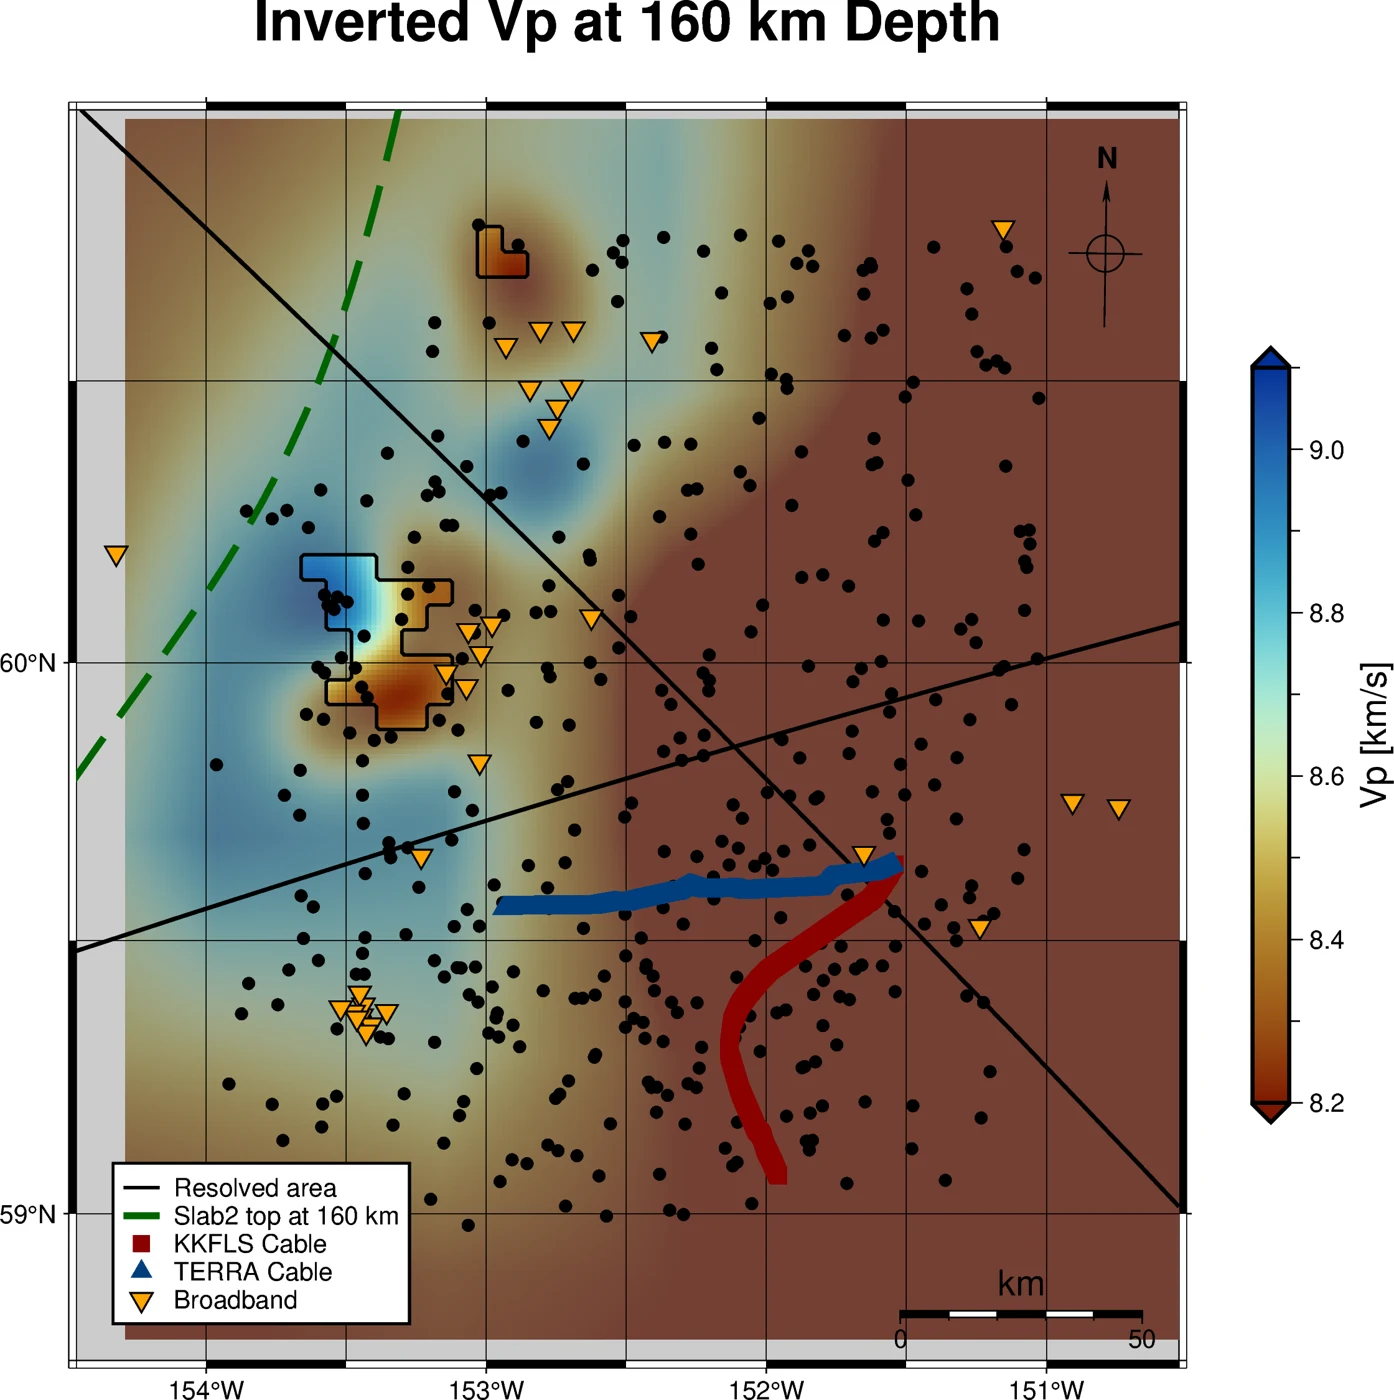 Inverted Vp at 160 km Depth
N
60°N
59°N
154°W
153°W
152°W
151°W
Resolved area
Slab2 top at 160 km
KKFLS Cable
TERRA Cable
Broadband
km
0
50
9.0
8.8
8.6
8.4
8.2
Vp [km/s]